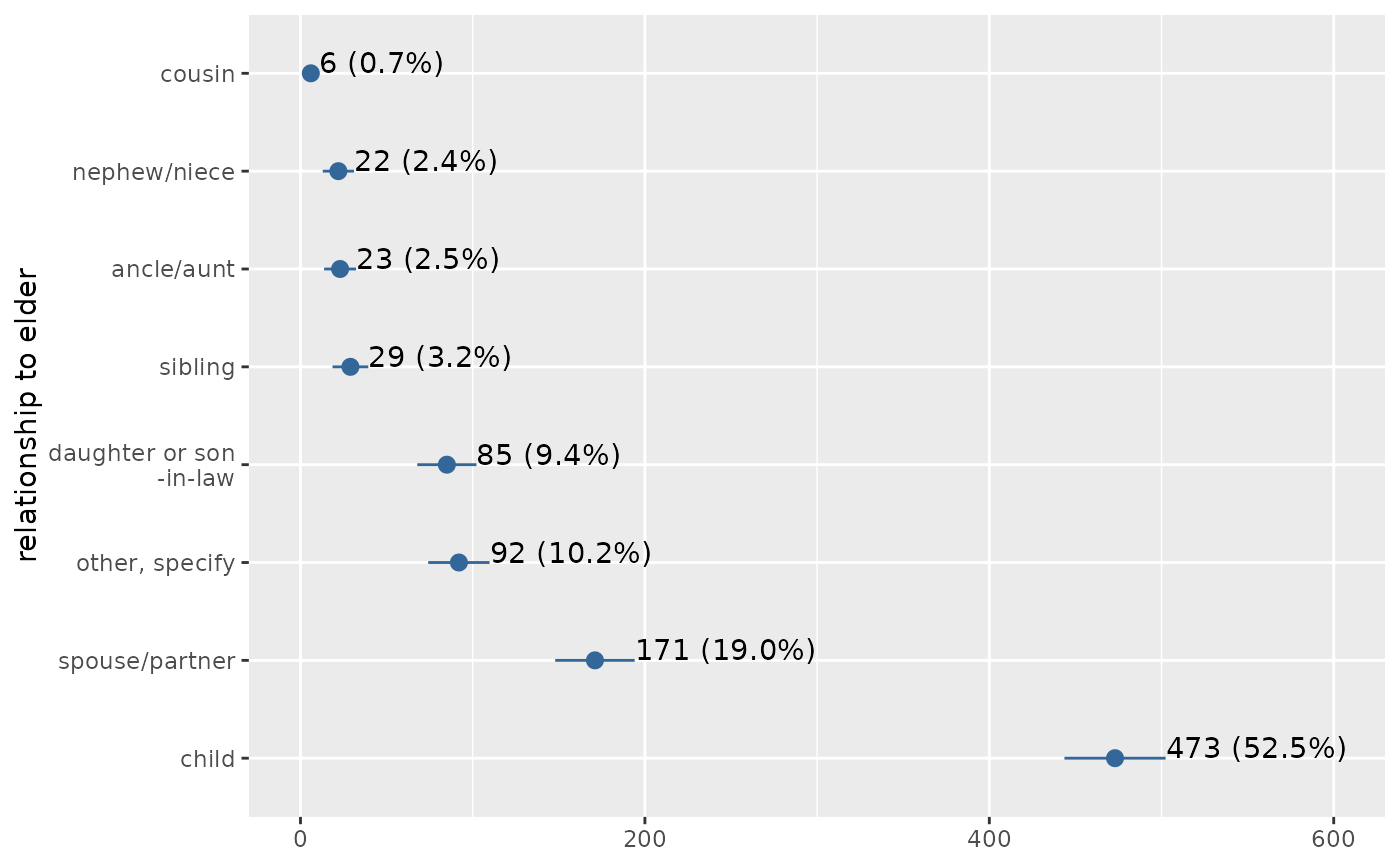 relationship to elder
cousin
6 (0.7%)
nephew/niece
22 (2.4%)
ancle/aunt
23 (2.5%)
sibling
29 (3.2%)
daughter or son
-in-law
85 (9.4%)
other, specify
92 (10.2%)
spouse/partner
171 (19.0%)
child
473 (52.5%)
0
200
400
600